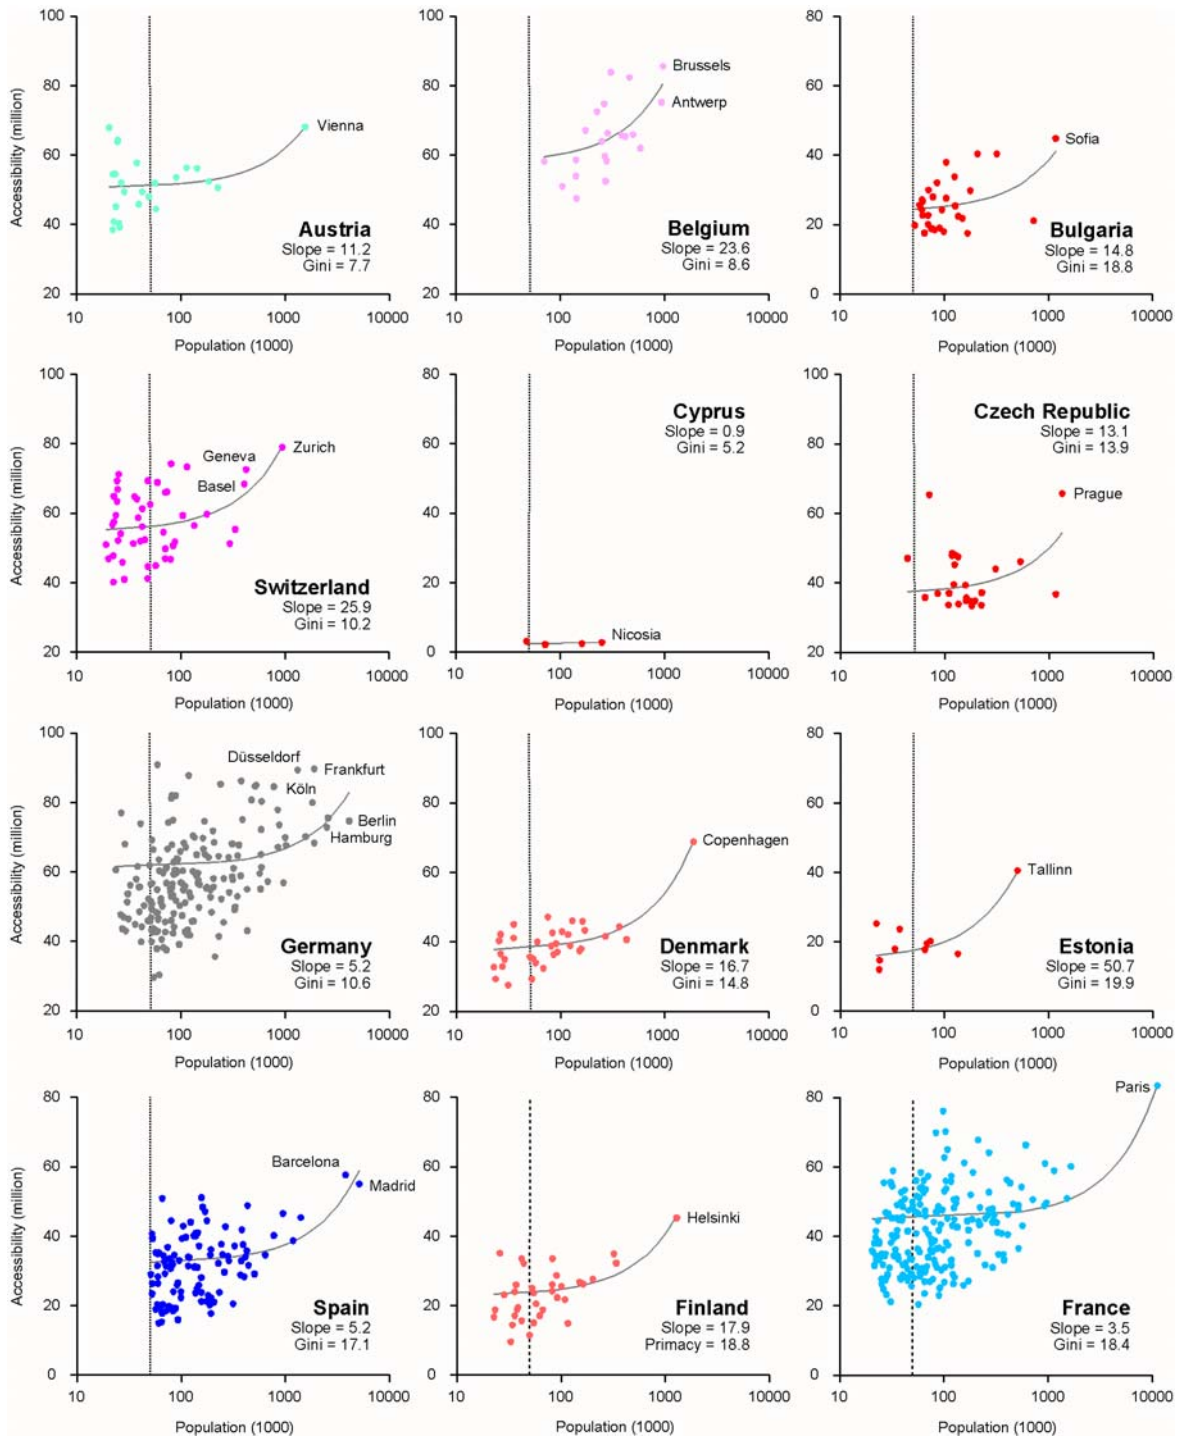 100
80
60
40
20
Accessibility (million)
10
100
1000
10000
Population (1000)
Vienna
Austria
Slope = 11.2
Gini = 7.7
100
80
60
40
20
10
100
1000
10000
Population (1000)
Brussels
Antwerp
Belgium
Slope = 23.6
Gini = 8.6
80
60
40
20
0
10
100
1000
10000
Population (1000)
Sofia
Bulgaria
Slope = 14.8
Gini = 18.8
100
80
60
40
20
Accessibility (million)
10
100
1000
10000
Population (1000)
Geneva
Zurich
Basel
Switzerland
Slope = 25.9
Gini = 10.2
80
60
40
20
0
10
100
1000
10000
Population (1000)
Cyprus
Slope = 0.9
Gini = 5.2
Nicosia
100
80
60
40
20
10
100
1000
10000
Population (1000)
Czech Republic
Slope = 13.1
Gini = 13.9
Prague
100
80
60
40
20
Accessibility (million)
10
100
1000
10000
Population (1000)
Düsseldorf
Frankfurt
Köln
Berlin
Hamburg
Germany
Slope = 5.2
Gini = 10.6
100
80
60
40
20
10
100
1000
10000
Population (1000)
Copenhagen
Denmark
Slope = 16.7
Gini = 14.8
80
60
40
20
0
10
100
1000
10000
Population (1000)
Tallinn
Estonia
Slope = 50.7
Gini = 19.9
80
60
40
20
0
Accessibility (million)
10
100
1000
10000
Population (1000)
Barcelona
Madrid
Spain
Slope = 5.2
Gini = 17.1
80
60
40
20
0
10
100
1000
10000
Population (1000)
Helsinki
Finland
Slope = 17.9
Primacy = 18.8
80
60
40
20
0
10
100
1000
10000
Population (1000)
Paris
France
Slope = 3.5
Gini = 18.4